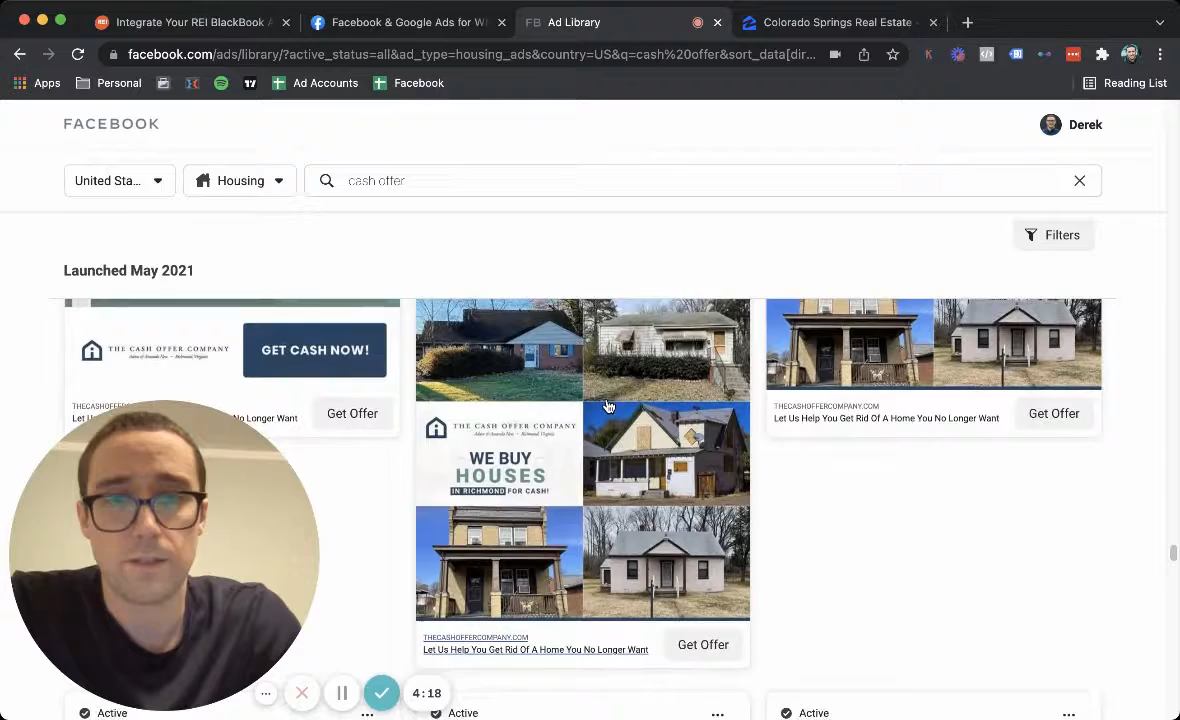 Integrate Your REI BlackBook A
Facebook & Google Ads for W
FB Ad Library
Colorado Springs Real Estate -
facebook.com/ads/library/?active_status=all&ad_type=housing_ads&country=US&q=cash%20offer&sort_data[dir...
Apps
Personal
Ad Accounts
Facebook
Reading List
FACEBOOK
Derek
United Sta...
Housing
cash offer
Filters
Launched May 2021
THE CASH OFFER COMPANY
GET CASH NOW!
THECASHOFFERCOMPANY.COM
Let Us
No Longer Want
Get Offer
THE CASH OFFER COMPANY
WE BUY
HOUSES
IN RICHMOND FOR CASH!
THECASHOFFERCOMPANY.COM
Let Us Help You Get Rid Of A Home You No Longer Want
Get Offer
THECASHOFFERCOMPANY.COM
Let Us Help You Get Rid Of A Home You No Longer Want
Get Offer
4:18
Active
Active
Active